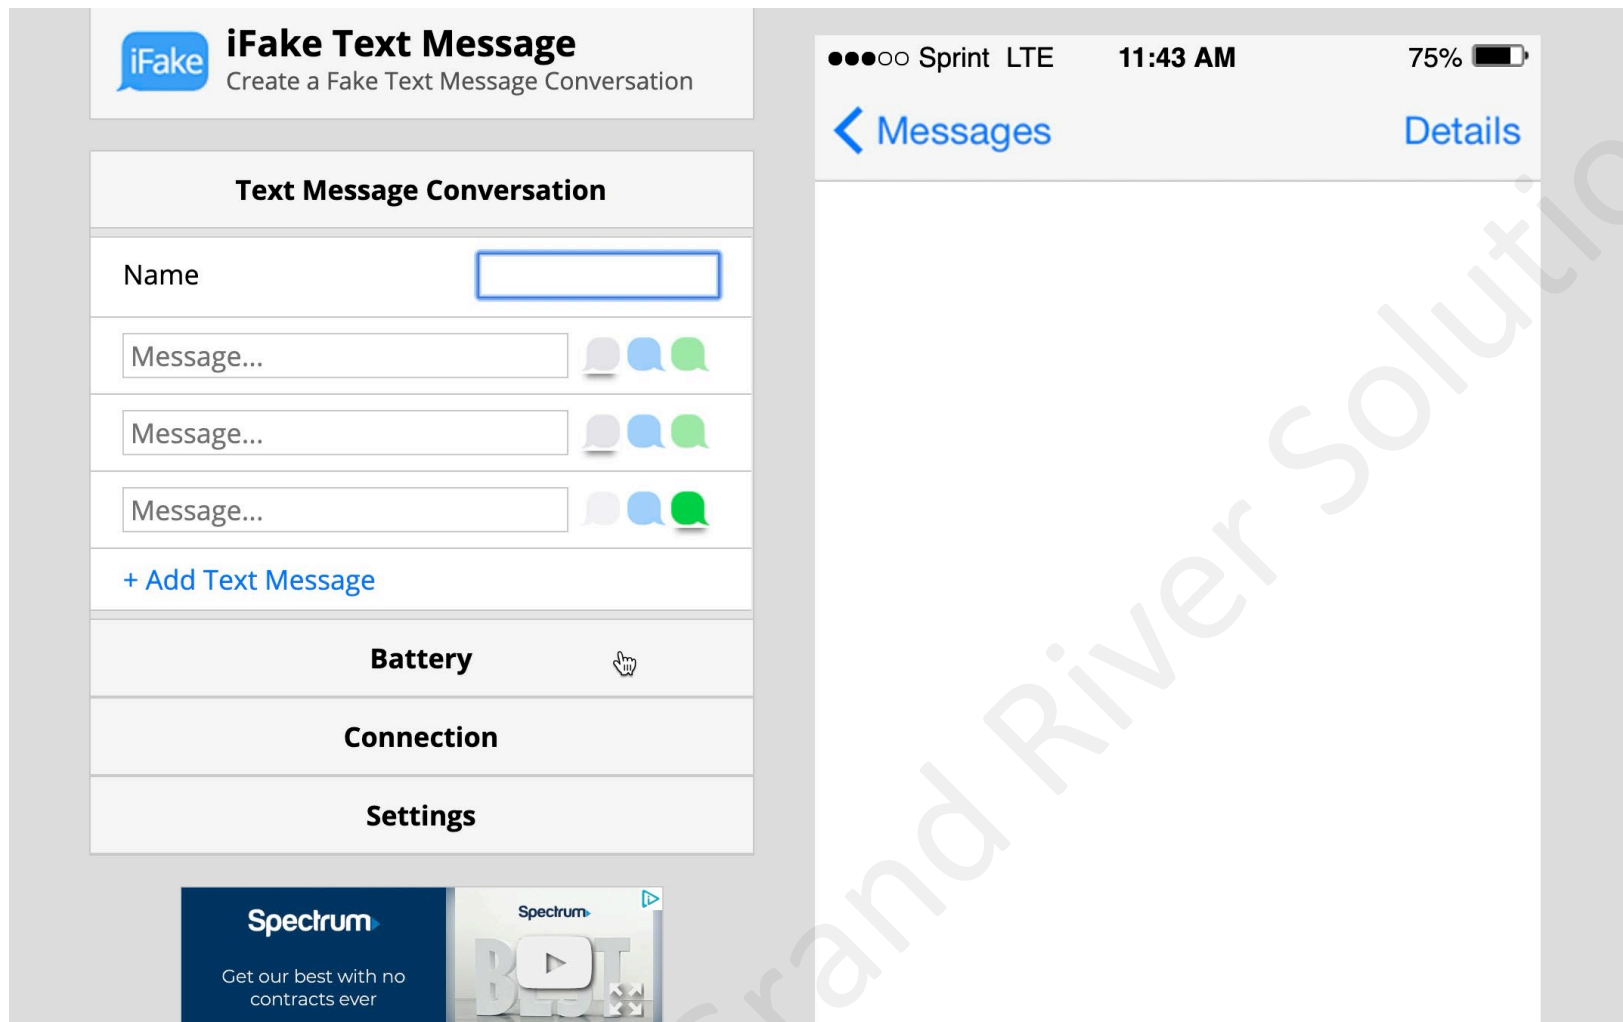 iFake
iFake Text Message
Create a Fake Text Message Conversation
Text Message Conversation
Name
Message...
Message...
Message...
+ Add Text Message
Battery
Connection
Settings
Spectrum
Get our best with no
contracts ever
Spectrum
BEST
Sprint LTE 11:43 AM 75%
Messages Details
rand River Solutio